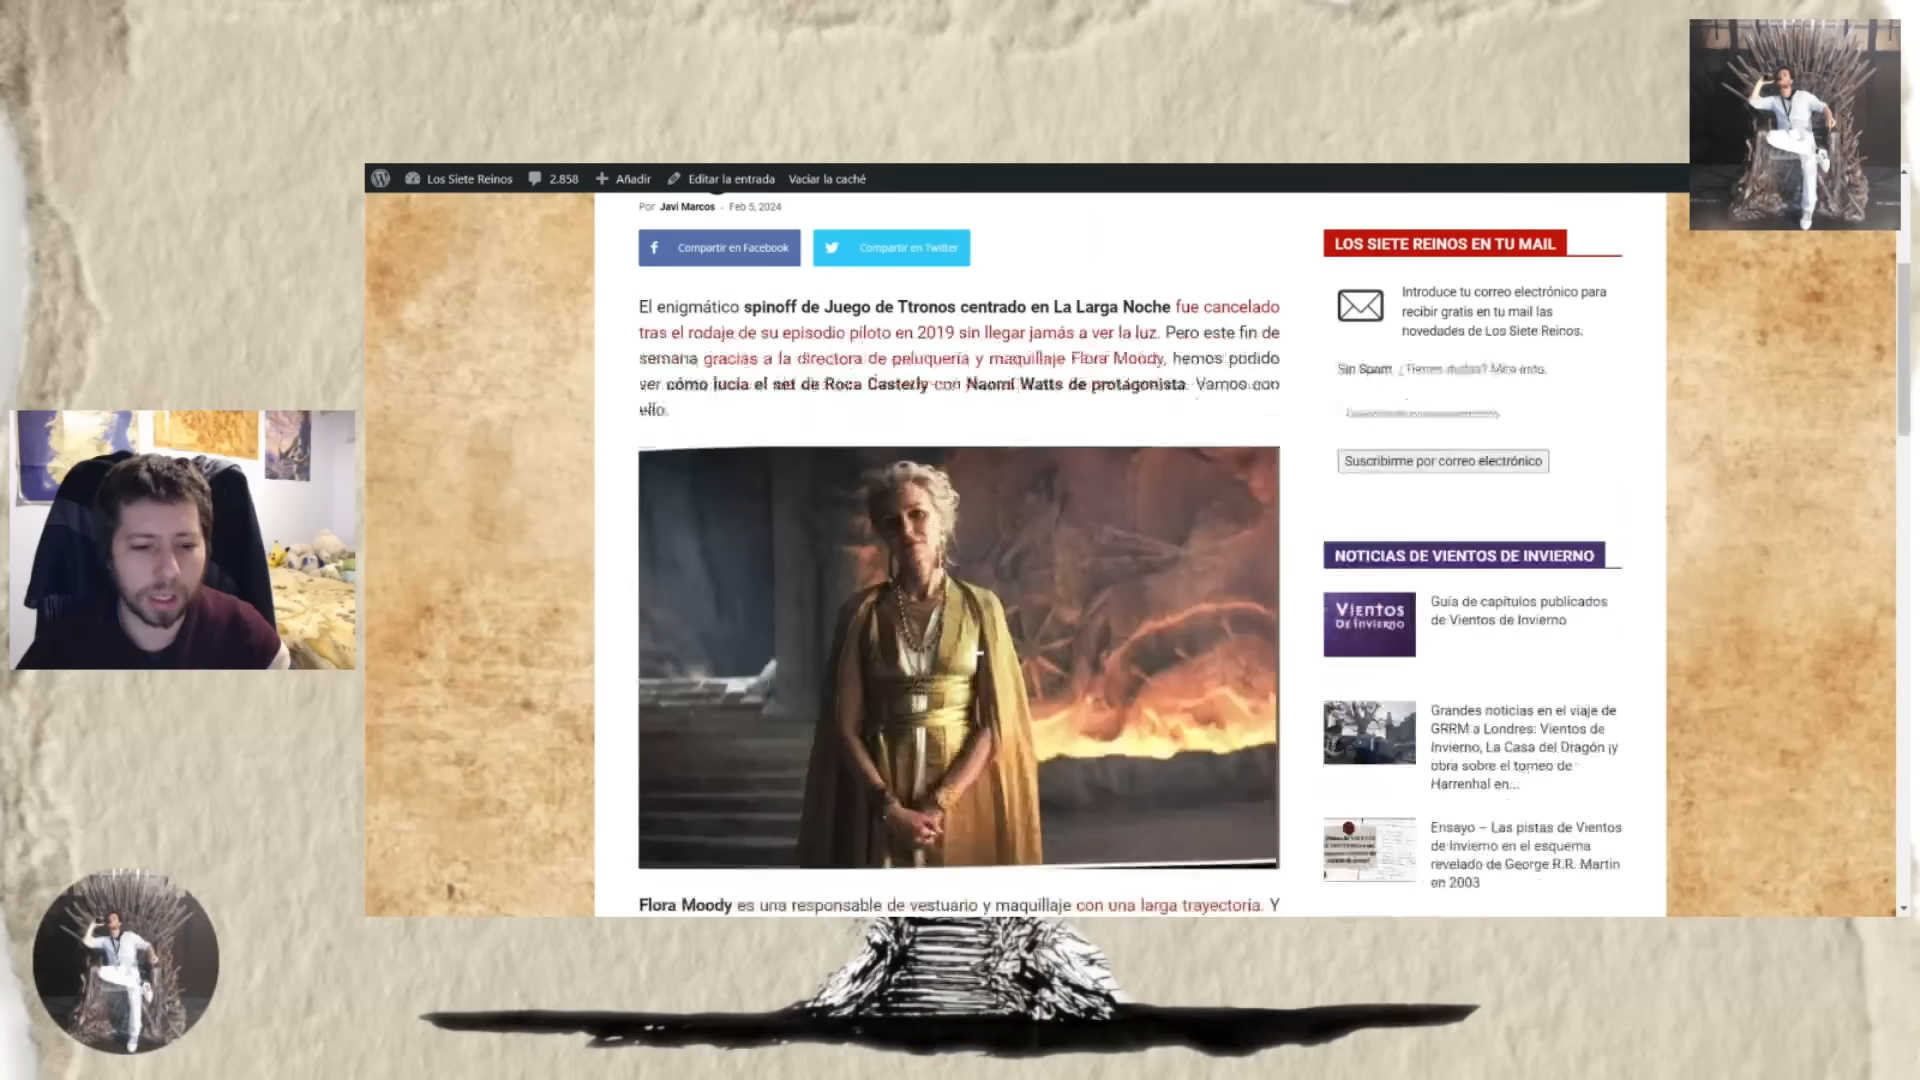 Los Siete Reinos 2.858 Añadir Editar la entrada Vaciar la caché
Por Javi Marcos - Feb 5, 2024
Compartir en Facebook Compartir en Twitter
El enigmático spinoff de Juego de Ttronos centrado en La Larga Noche fue cancelado
tras el rodaje de su episodio piloto en 2019 sin llegar jamás a ver la luz. Pero este fin de
semana gracias a la directora de peluquería y maquillaje Flora Moody, hemos podido
ver cómo lucía el set de Roca Casterly con Naomi Watts de protagonista. Vamos con
ello.
Flora Moody es una responsable de vestuario y maquillaje con una larga trayectoria. Y
LOS SIETE REINOS EN TU MAIL
Introduce tu correo electrónico para
recibir gratis en tu mail las
novedades de Los Siete Reinos.
Sin Spam. ¿Tienes dudas? Mira esto.
Suscribirme por correo electrónico
NOTICIAS DE VIENTOS DE INVIERNO
VIENTOS
DE INVIERNO
Guía de capítulos publicados
de Vientos de Invierno
Grandes noticias en el viaje de
GRRM a Londres: Vientos de
Invierno, La Casa del Dragón ¡y
obra sobre el torneo de
Harrenhal en...
Ensayo – Las pistas de Vientos
de Invierno en el esquema
revelado de George R.R. Martin
en 2003